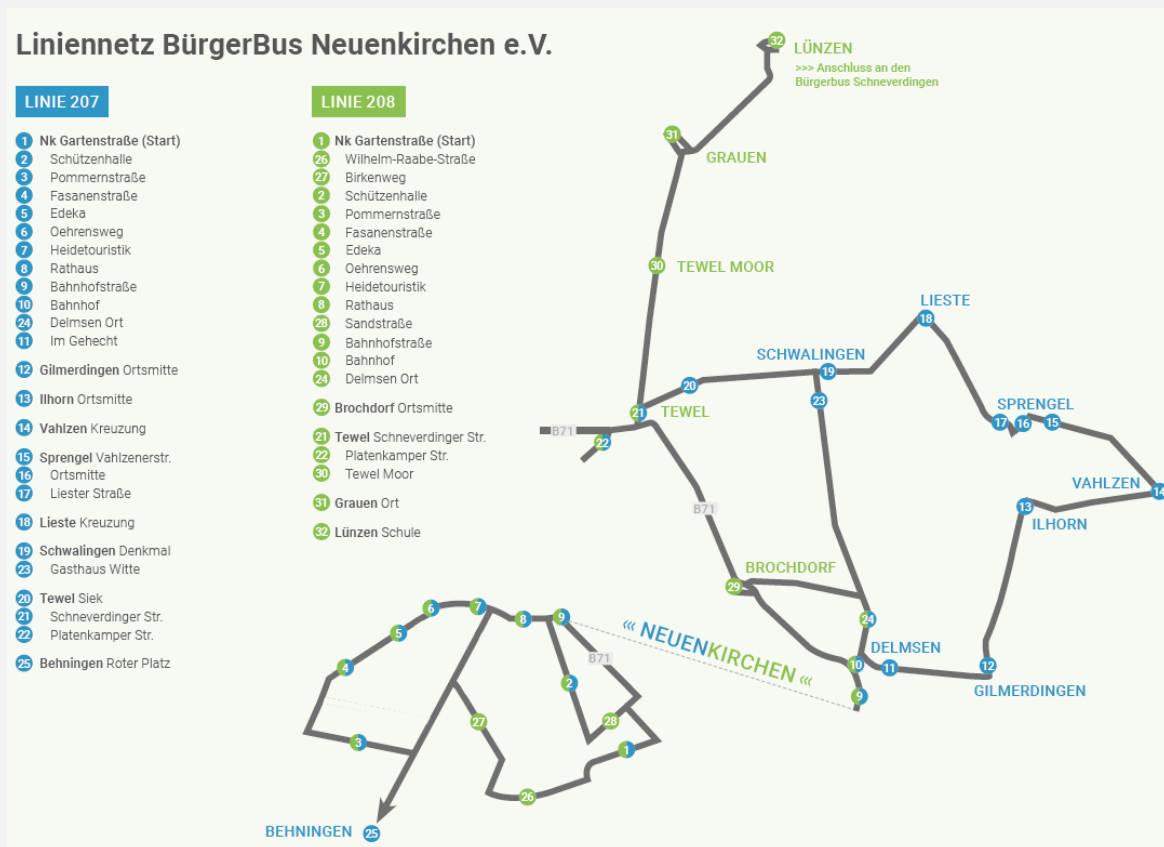 Liniennetz BürgerBus Neuenkirchen e.V.
LINIE 207
1 Nk Gartenstraße (Start)
2 Schützenhalle
3 Pommernstraße
4 Fasanenstraße
5 Edeka
6 Oehrensweg
7 Heidetouristik
8 Rathaus
9 Bahnhofstraße
10 Bahnhof
24 Delmsen Ort
11 Im Gehecht
12 Gilmerdingen Ortsmitte
13 Ilhorn Ortsmitte
14 Vahlzen Kreuzung
15 Sprengel Vahlzenerstr.
16 Ortsmitte
17 Liester Straße
18 Lieste Kreuzung
19 Schwalingen Denkmal
23 Gasthaus Witte
20 Tewel Siek
21 Schneverdinger Str.
22 Platenkamper Str.
25 Behningen Roter Platz
LINIE 208
1 Nk Gartenstraße (Start)
26 Wilhelm-Raabe-Straße
27 Birkenweg
2 Schützenhalle
3 Pommernstraße
4 Fasanenstraße
5 Edeka
6 Oehrensweg
7 Heidetouristik
8 Rathaus
28 Sandstraße
9 Bahnhofstraße
10 Bahnhof
24 Delmsen Ort
29 Brochdorf Ortsmitte
21 Tewel Schneverdinger Str.
22 Platenkamper Str.
30 Tewel Moor
31 Grauen Ort
32 Lünzen Schule
32
LÜNZEN
>>> Anschluss an den
Bürgerbus Schneverdingen
31
GRAUEN
30 TEWEL MOOR
LIESTE
18
SCHWALINGEN
19
20
23
SPRENGEL
17 16 15
21 TEWEL
B71
22
VAHLZEN
14
13
ILHORN
B71
BROCHDORF
29
24
DELMSEN
10 11
12
GILMERDINGEN
9
‹‹‹ NEUENKIRCHEN ‹‹‹
6 7 8 9
5
B71
4
2
27 28
3
1
26
BEHNINGEN 25